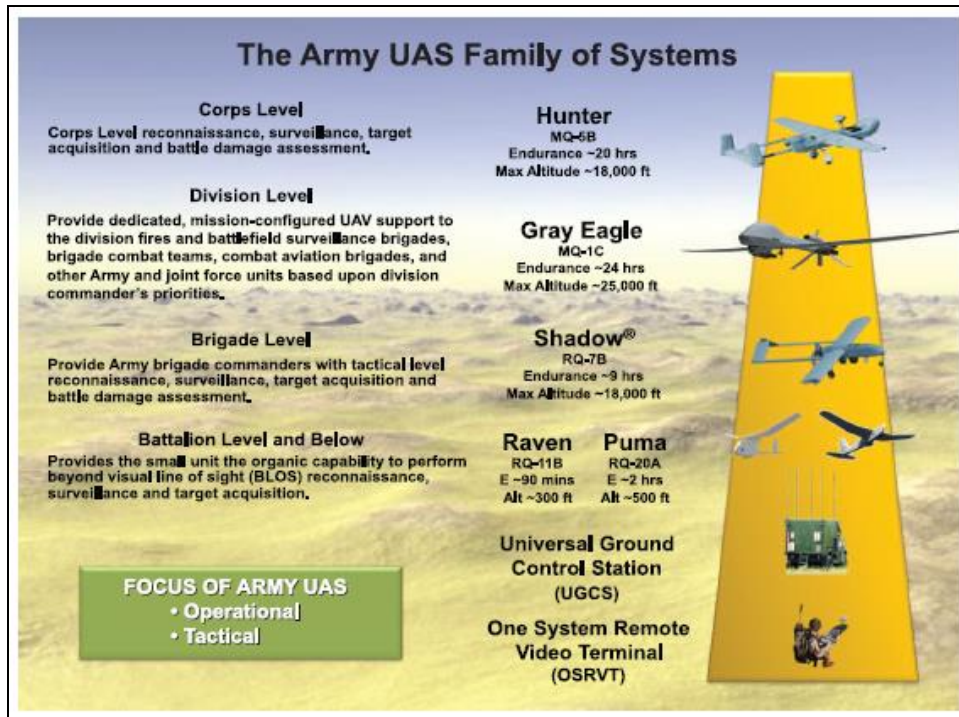 The Army UAS Family of Systems
Corps Level
Corps Level reconnaissance, surveillance, target
acquisition and battle damage assessment.
Hunter
MQ-5B
Endurance ~20 hrs
Max Altitude ~18,000 ft
Division Level
Provide dedicated, mission-configured UAV support to
the division fires and battlefield surveillance brigades,
brigade combat teams, combat aviation brigades, and
other Army and joint force units based upon division
commander's priorities.
Gray Eagle
MQ-1C
Endurance ~24 hrs
Max Altitude ~25,000 ft
Brigade Level
Provide Army brigade commanders with tactical level
reconnaissance, surveillance, target acquisition and
battle damage assessment.
Shadow®
RQ-7B
Endurance ~9 hrs
Max Altitude ~18,000 ft
Battalion Level and Below
Provides the small unit the organic capability to perform
beyond visual line of sight (BLOS) reconnaissance,
surveillance and target acquisition.
Raven Puma
RQ-11B RQ-20A
E ~90 mins E ~2 hrs
Alt ~300 ft Alt ~500 ft
Universal Ground
Control Station
(UGCS)
One System Remote
Video Terminal
(OSRVT)
FOCUS OF ARMY UAS
• Operational
• Tactical